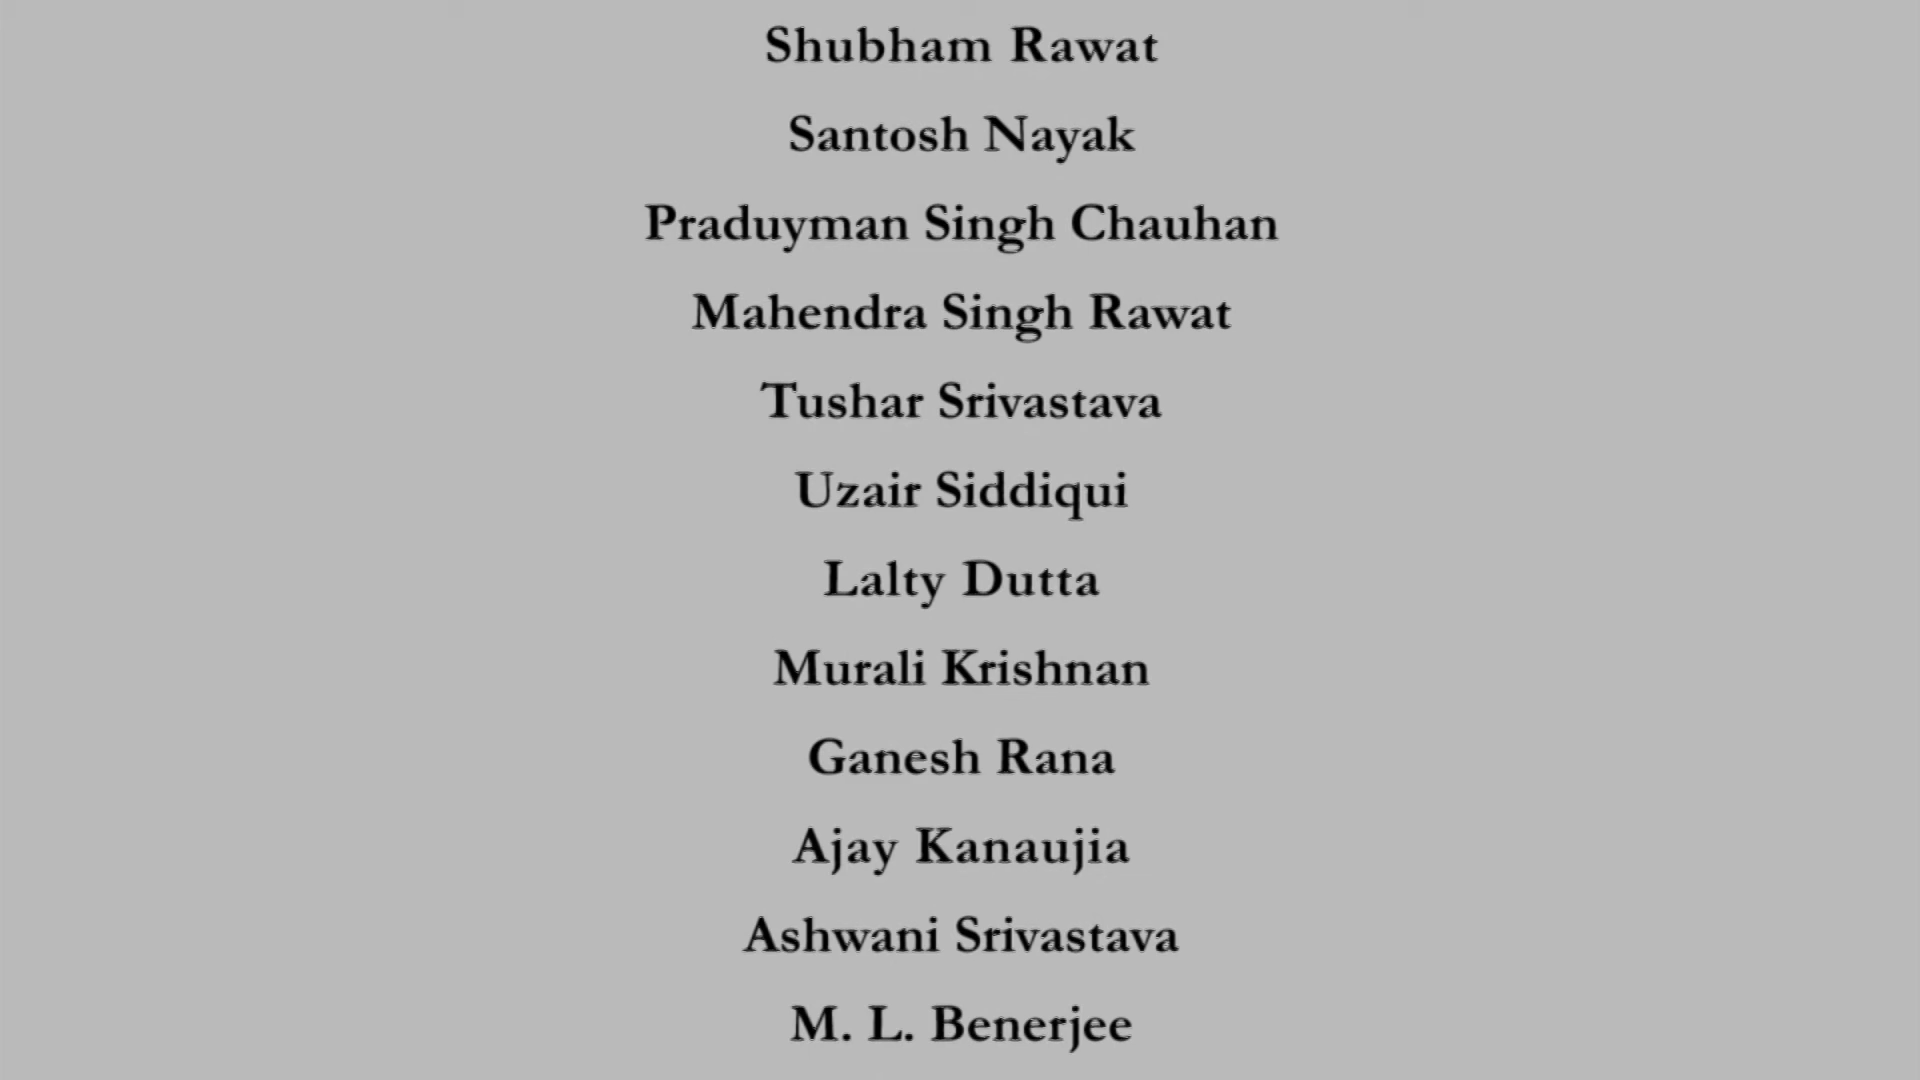 Shubham Rawat
Santosh Nayak
Praduyman Singh Chauhan
Mahendra Singh Rawat
Tushar Srivastava
Uzair Siddiqui
Lalty Dutta
Murali Krishnan
Ganesh Rana
Ajay Kanaujia
Ashwani Srivastava
M. L. Benerjee